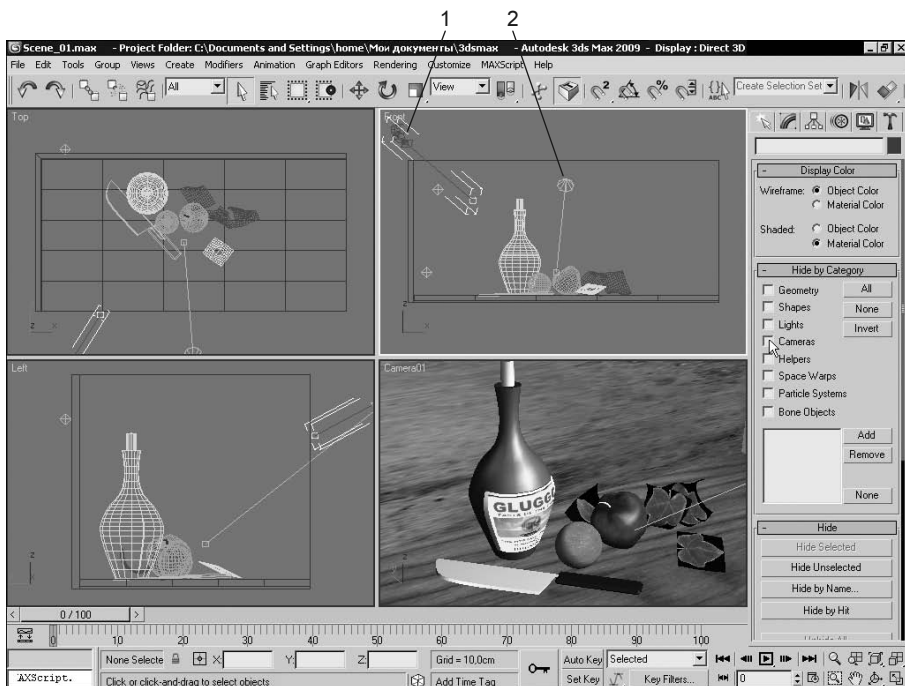 1 2
Scene_01.max - Project Folder: C:\Documents and Settings\home\Мои документы\3dsmax - Autodesk 3ds Max 2009 - Display : Direct 3D
File Edit Tools Group Views Create Modifiers Animation Graph Editors Rendering Customize MAXScript Help
All View Create Selection Set
Top
Front
Display Color
Wireframe: Object Color
Material Color
Shaded: Object Color
Material Color
Hide by Category
Geometry All
Shapes None
Lights Invert
Cameras
Helpers
Space Warps
Particle Systems
Bone Objects
Add
Remove
None
Left
Camera01
GLUGGO
Hide
Hide Selected
Hide Unselected
Hide by Name...
Hide by Hit
Unhide All
0 / 100
0 10 20 30 40 50 60 70 80 90 100
None Selecte X: Y: Z: Grid = 10,0cm Auto Key Selected
AXScript. Click or click-and-drag to select objects Add Time Tag Set Key Key Filters... 0